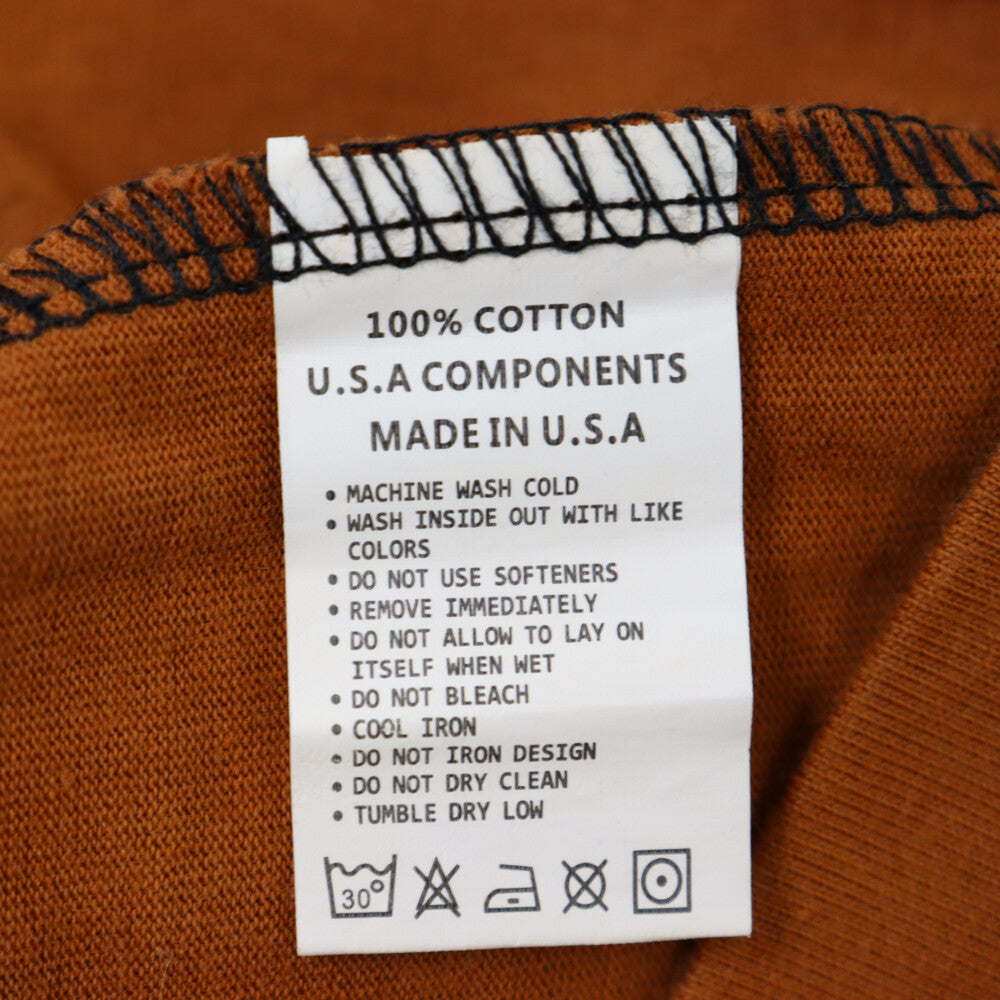 100% COTTON
U.S.A COMPONENTS
MADE IN U.S.A
• MACHINE WASH COLD
• WASH INSIDE OUT WITH LIKE
COLORS
• DO NOT USE SOFTENERS
• REMOVE IMMEDIATELY
• DO NOT ALLOW TO LAY ON
ITSELF WHEN WET
• DO NOT BLEACH
• COOL IRON
• DO NOT IRON DESIGN
• DO NOT DRY CLEAN
• TUMBLE DRY LOW
30°